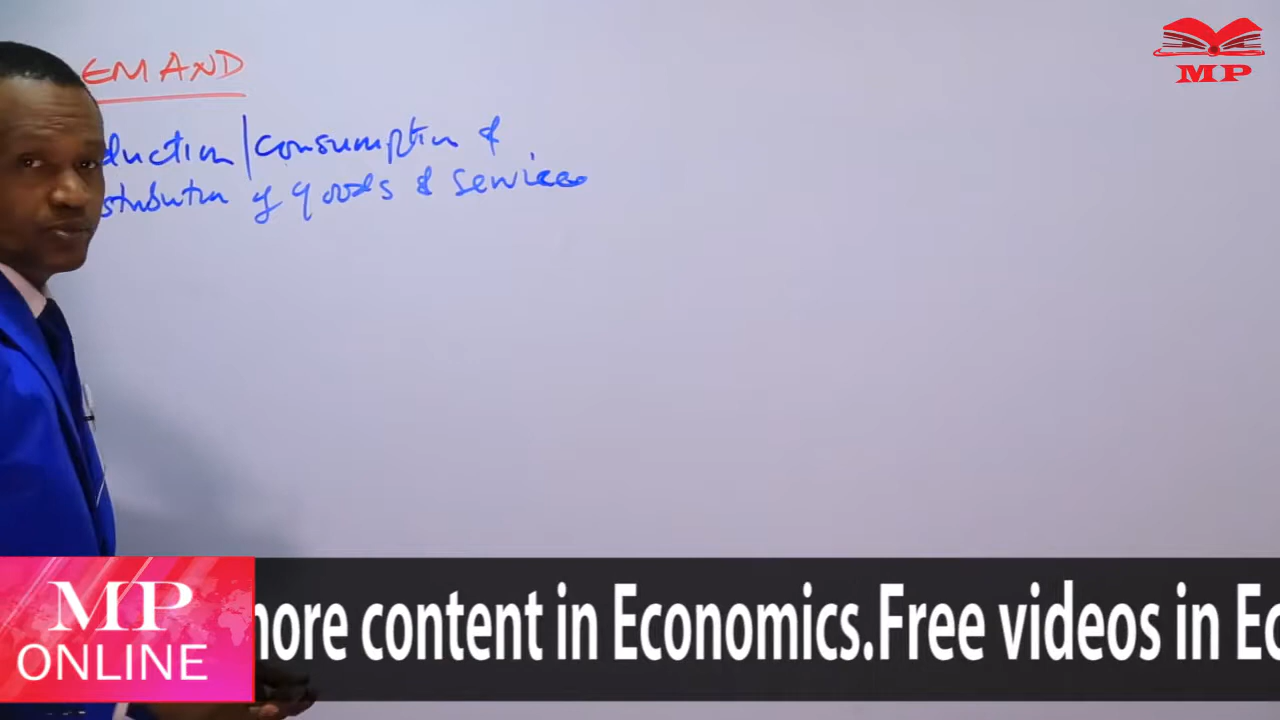 EMAND
duction/consumption &
stribution of goods & services
MP
MP
ONLINE
more content in Economics.Free videos in Ec